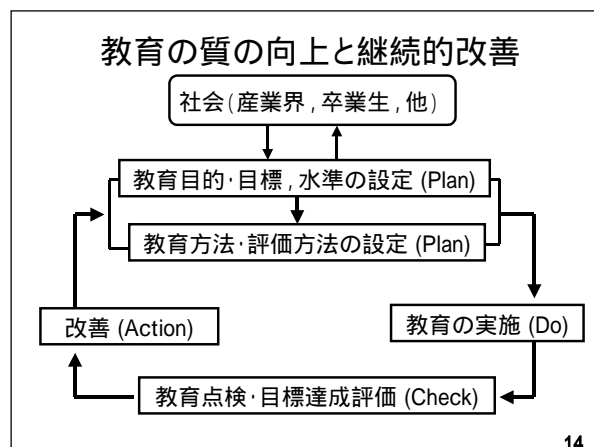 教育の質の向上と継続的改善
社会(産業界,卒業生,他)
教育目的・目標,水準の設定 (Plan)
教育方法・評価方法の設定 (Plan)
改善 (Action)
教育の実施 (Do)
教育点検・目標達成評価 (Check)
14